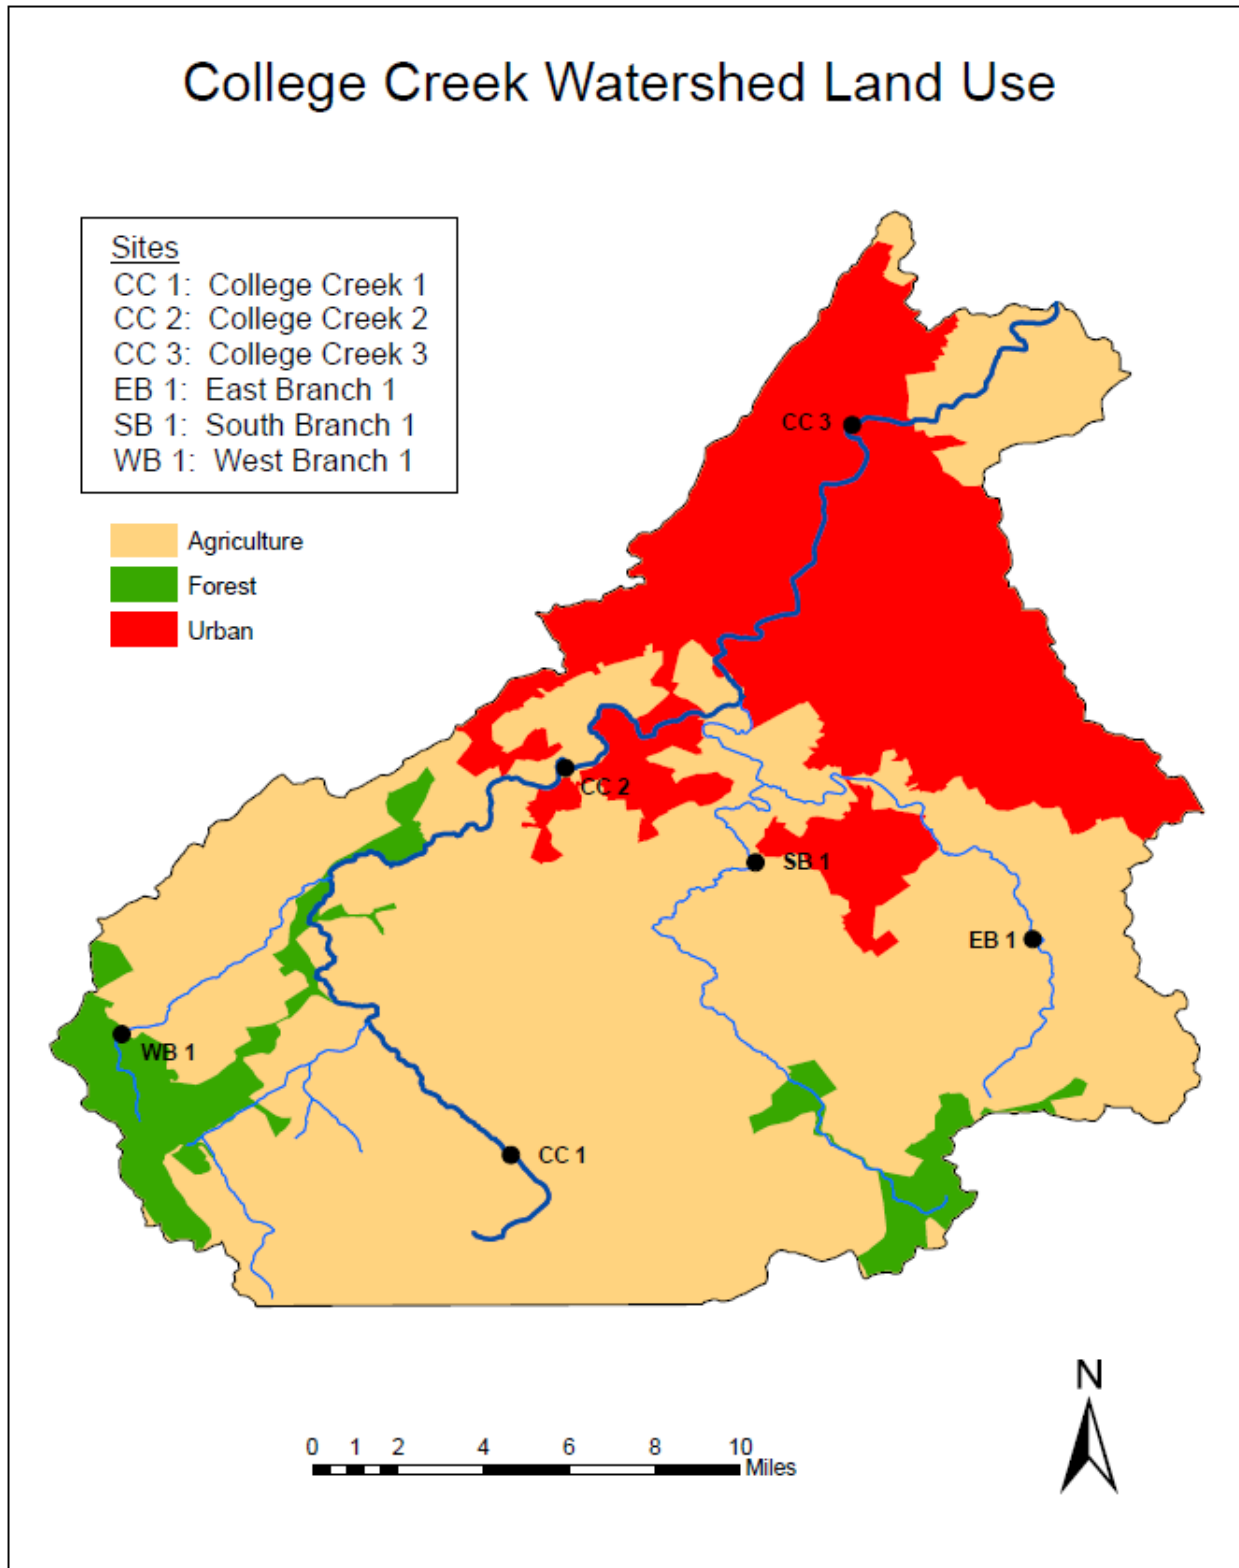 College Creek Watershed Land Use
Sites
CC 1: College Creek 1
CC 2: College Creek 2
CC 3: College Creek 3
EB 1: East Branch 1
SB 1: South Branch 1
WB 1: West Branch 1
Agriculture
Forest
Urban
CC 3
CC 2
SB 1
EB 1
WB 1
CC 1
N
0 1 2 4 6 8 10
Miles